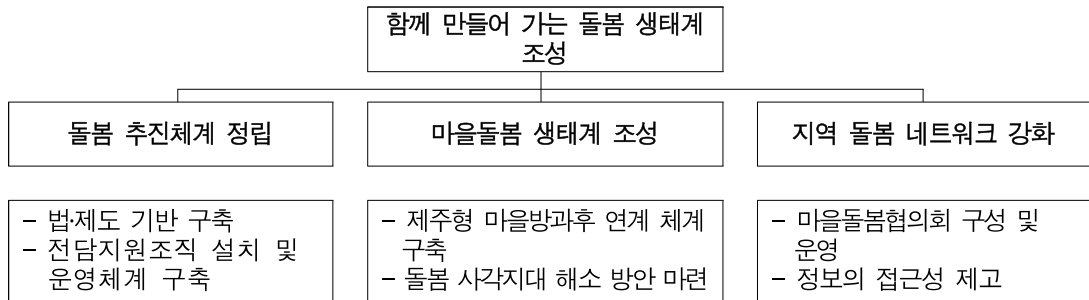 함께 만들어 가는 돌봄 생태계
조성
돌봄 추진체계 정립
마을돌봄 생태계 조성
지역 돌봄 네트워크 강화
– 법·제도 기반 구축
– 전담지원조직 설치 및
운영체계 구축
– 제주형 마을방과후 연계 체계
구축
– 돌봄 사각지대 해소 방안 마련
– 마을돌봄협의회 구성 및
운영
– 정보의 접근성 제고